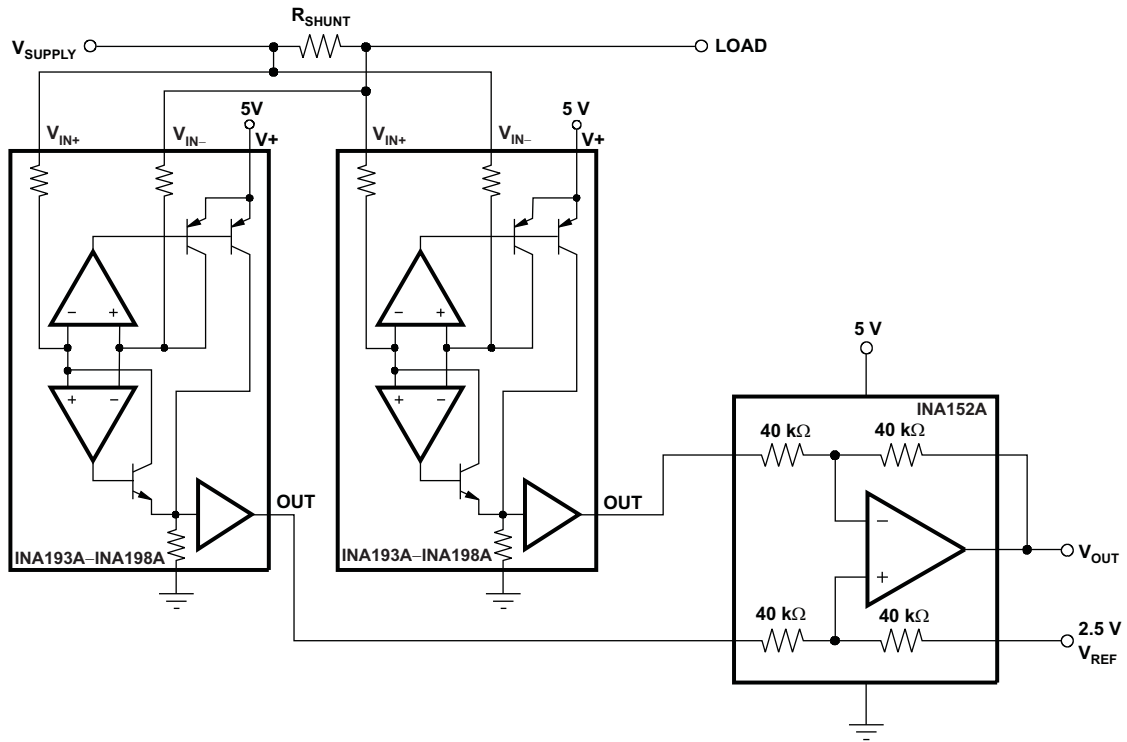 R_SHUNT
V_SUPPLY
LOAD
5V
5 V
V_IN+
V_IN–
V+
V_IN+
V_IN–
V+
5 V
INA152A
40 kΩ
40 kΩ
OUT
OUT
INA193A–INA198A
INA193A–INA198A
V_OUT
40 kΩ
40 kΩ
2.5 V
V_REF